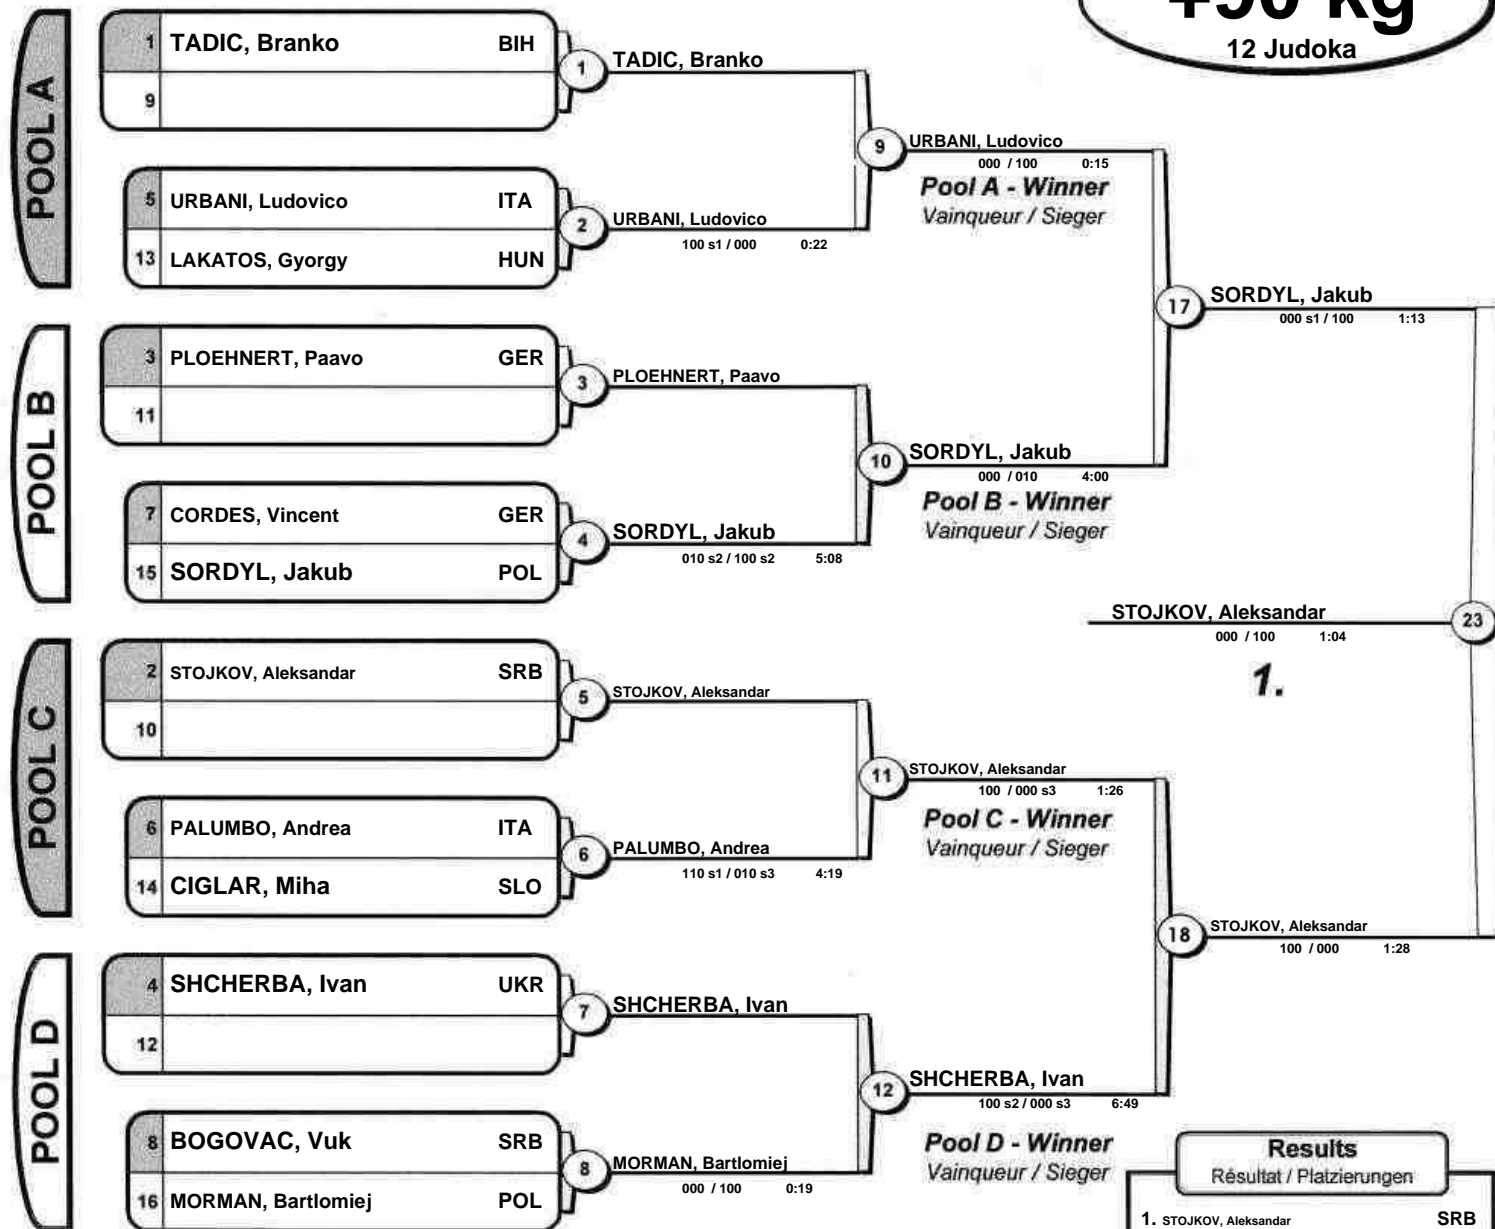 +90 kg
12 Judoka
POOL A
1 TADIC, Branko BIH
9
5 URBANI, Ludovico ITA
13 LAKATOS, Gyorgy HUN
1 TADIC, Branko
2 URBANI, Ludovico
100 s1 / 000 0:22
9 URBANI, Ludovico
000 / 100 0:15
Pool A - Winner
Vainqueur / Sieger
POOL B
3 PLOEHNERT, Paavo GER
11
7 CORDES, Vincent GER
15 SORDYL, Jakub POL
3 PLOEHNERT, Paavo
4 SORDYL, Jakub
010 s2 / 100 s2 5:08
10 SORDYL, Jakub
000 / 010 4:00
Pool B - Winner
Vainqueur / Sieger
17 SORDYL, Jakub
000 s1 / 100 1:13
STOJKOV, Aleksandar 23
000 / 100 1:04
1.
POOL C
2 STOJKOV, Aleksandar SRB
10
6 PALUMBO, Andrea ITA
14 CIGLAR, Miha SLO
5 STOJKOV, Aleksandar
6 PALUMBO, Andrea
110 s1 / 010 s3 4:19
11 STOJKOV, Aleksandar
100 / 000 s3 1:26
Pool C - Winner
Vainqueur / Sieger
18 STOJKOV, Aleksandar
100 / 000 1:28
POOL D
4 SHCHERBA, Ivan UKR
12
8 BOGOVAC, Vuk SRB
16 MORMAN, Bartlomiej POL
7 SHCHERBA, Ivan
8 MORMAN, Bartlomiej
000 / 100 0:19
12 SHCHERBA, Ivan
100 s2 / 000 s3 6:49
Pool D - Winner
Vainqueur / Sieger
Results
Résultat / Platzierungen
1. STOJKOV, Aleksandar SRB